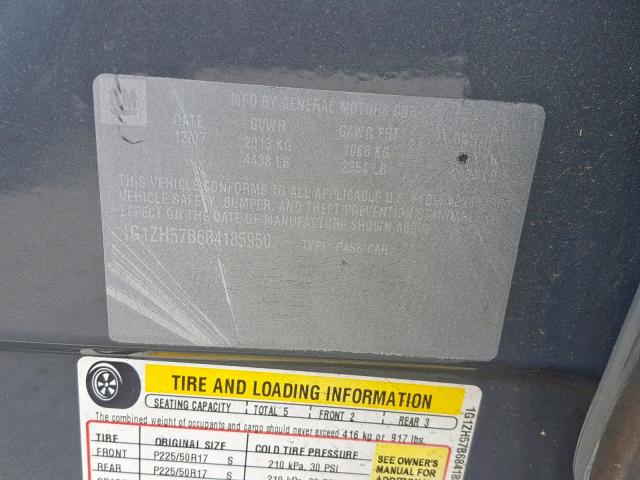 GM
MFD BY GENERAL MOTORS CORP
DATE GVWR GAWR FRT
12/07 2013 KG 1068 KG
4438 LB 2354 LB
THIS VEHICLE CONFORMS TO ALL APPLICABLE U.S. FEDERAL
VEHICLE SAFETY, BUMPER, AND THEFT PREVENTION STANDARDS
EFFECT ON THE DATE OF MANUFACTURE SHOWN ABOVE
1G1ZH57B684185950 TYPE: PASS CAR
TIRE AND LOADING INFORMATION
SEATING CAPACITY TOTAL 5 FRONT 2 REAR 3
The combined weight of occupants and cargo should never exceed 416 kg or 917 lbs.
TIRE ORIGINAL SIZE COLD TIRE PRESSURE
FRONT P225/50R17 S 210 kPa, 30 PSI
REAR P225/50R17 S 210 kPa, 30 PSI
SEE OWNER'S
MANUAL FOR
ADDITIONAL
1G1ZH57B68418